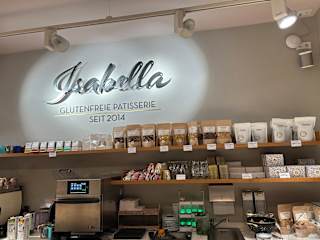 Isabella
GLUTENFREIE PATISSERIE
SEIT 2014